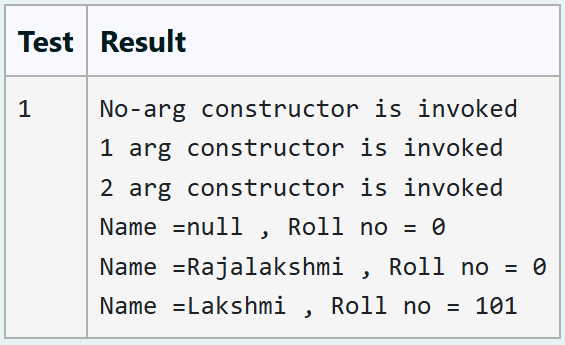 Test Result
1 No-arg constructor is invoked
1 arg constructor is invoked
2 arg constructor is invoked
Name =null , Roll no = 0
Name =Rajalakshmi , Roll no = 0
Name =Lakshmi , Roll no = 101